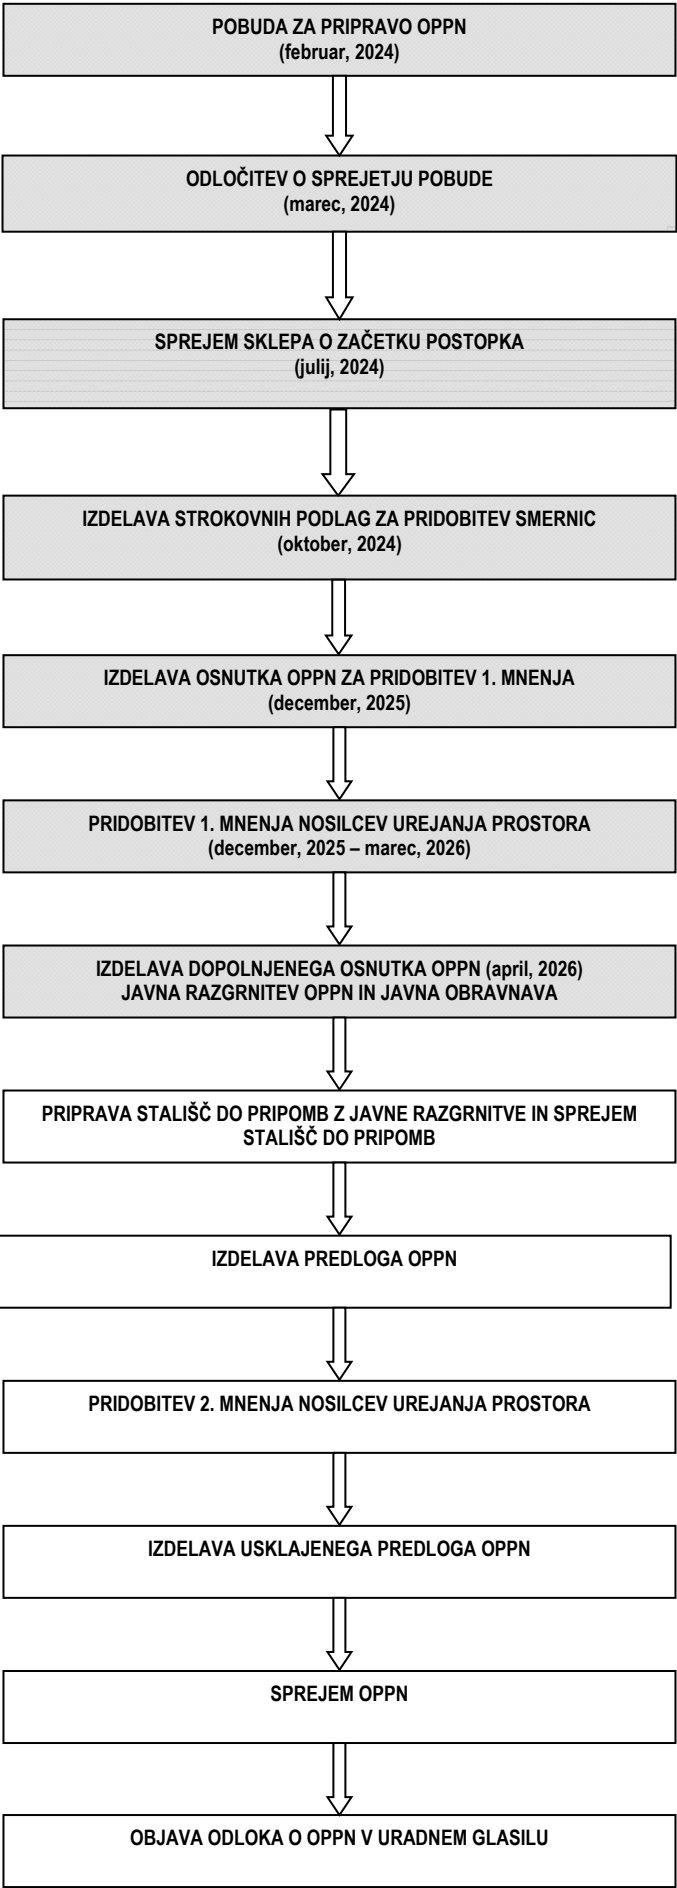 POBUDA ZA PRIPRAVO OPPN
(februar, 2024)
ODLOČITEV O SPREJETJU POBUDE
(marec, 2024)
SPREJEM SKLEPA O ZAČETKU POSTOPKA
(julij, 2024)
IZDELAVA STROKOVNIH PODLAG ZA PRIDOBITEV SMERNIC
(oktober, 2024)
IZDELAVA OSNUTKA OPPN ZA PRIDOBITEV 1. MNENJA
(december, 2025)
PRIDOBITEV 1. MNENJA NOSILCEV UREJANJA PROSTORA
(december, 2025 – marec, 2026)
IZDELAVA DOPOLNJENEGA OSNUTKA OPPN (april, 2026)
JAVNA RAZGRNITEV OPPN IN JAVNA OBRAVNAVA
PRIPRAVA STALIŠČ DO PRIPOMB Z JAVNE RAZGRNITVE IN SPREJEM
STALIŠČ DO PRIPOMB
IZDELAVA PREDLOGA OPPN
PRIDOBITEV 2. MNENJA NOSILCEV UREJANJA PROSTORA
IZDELAVA USKLAJENEGA PREDLOGA OPPN
SPREJEM OPPN
OBJAVA ODLOKA O OPPN V URADNEM GLASILU